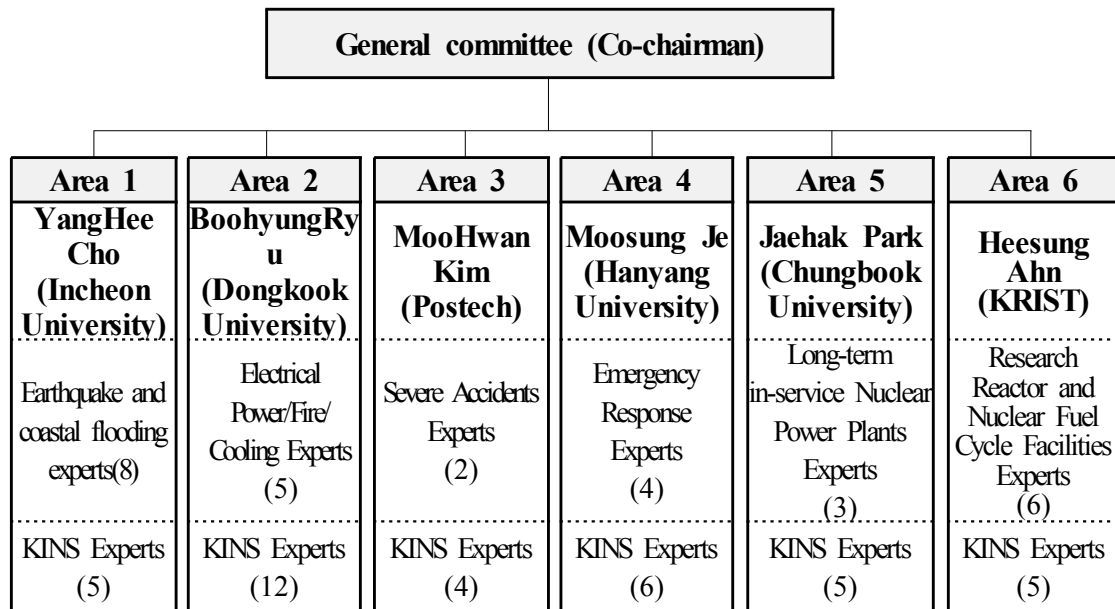 General committee (Co-chairman)
Area 1
YangHee
Cho
(Incheon
University)
Earthquake and
coastal flooding
experts(8)
KINS Experts
(5)
Area 2
BoohyungRy
u
(Dongkook
University)
Electrical
Power/Fire/
Cooling Experts
(5)
KINS Experts
(12)
Area 3
MooHwan
Kim
(Postech)
Severe Accidents
Experts
(2)
KINS Experts
(4)
Area 4
Moosung Je
(Hanyang
University)
Emergency
Response
Experts
(4)
KINS Experts
(6)
Area 5
Jaehak Park
(Chungbook
University)
Long-term
in-service Nuclear
Power Plants
Experts
(3)
KINS Experts
(5)
Area 6
Heesung
Ahn
(KRIST)
Research
Reactor and
Nuclear Fuel
Cycle Facilities
Experts
(6)
KINS Experts
(5)